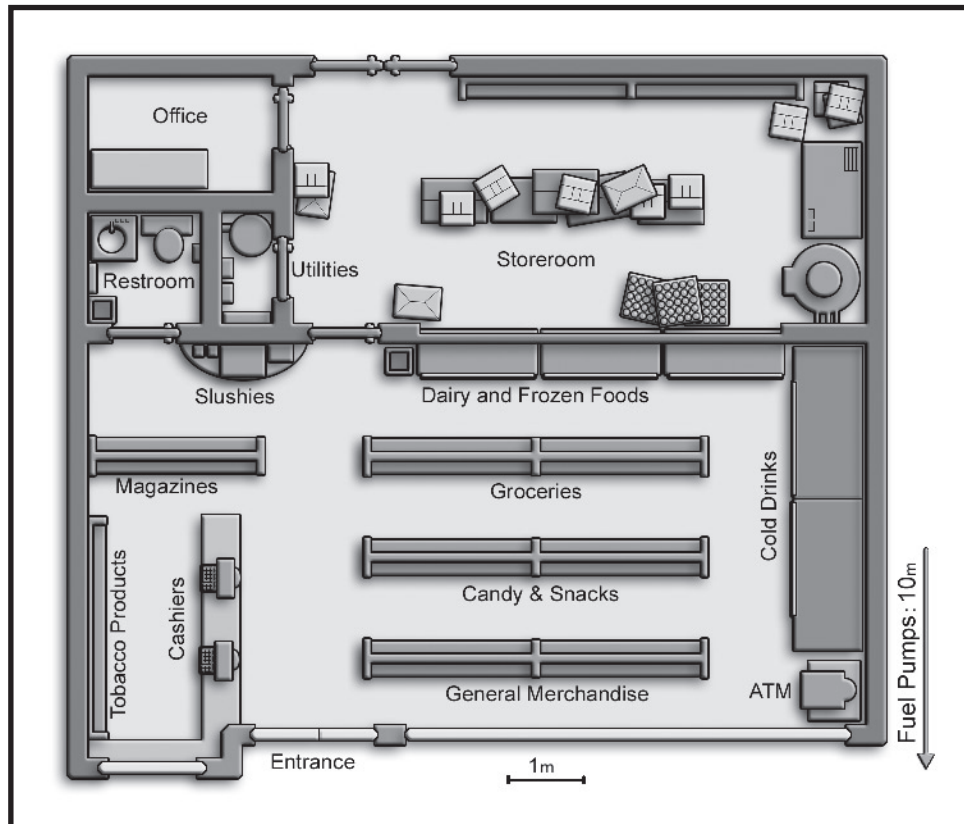 Office
Restroom
Utilities
Storeroom
Slushies
Dairy and Frozen Foods
Magazines
Groceries
Cold Drinks
Tobacco Products
Cashiers
Candy & Snacks
General Merchandise
ATM
Fuel Pumps: 10m
Entrance
1m